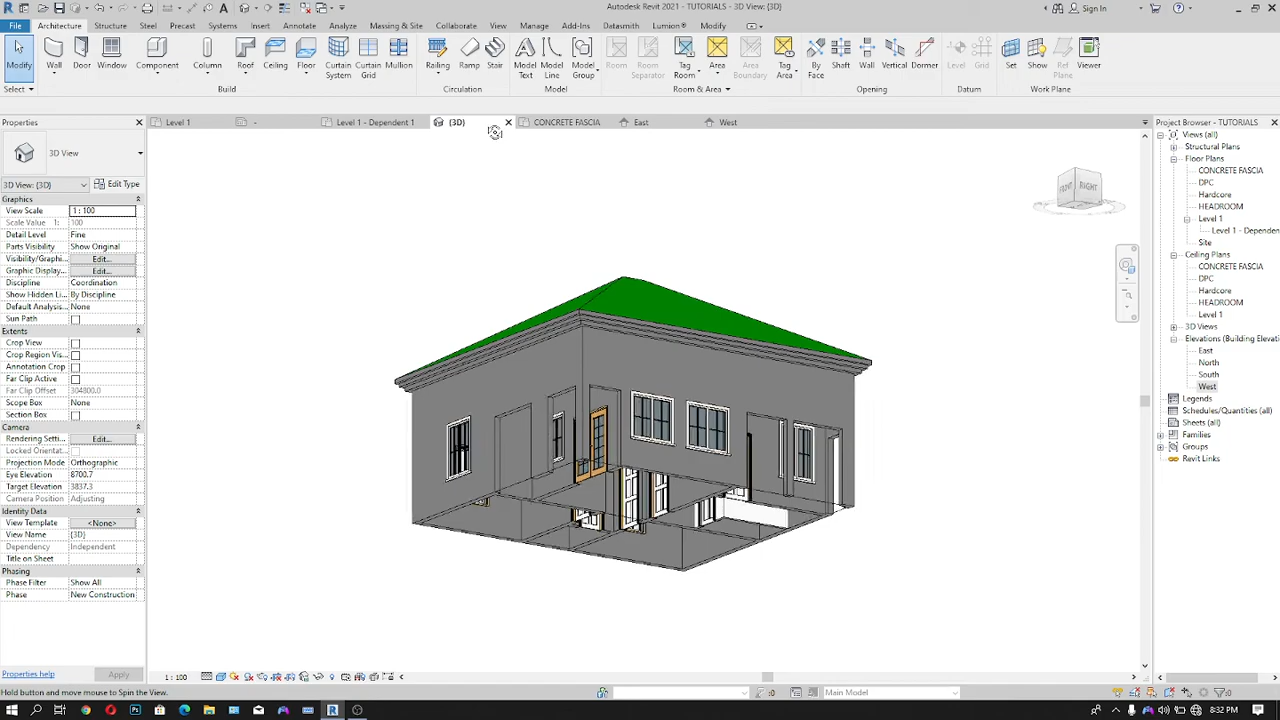 Autodesk Revit 2021 - TUTORIALS - 3D View: {3D}
Sign In
File Architecture Structure Steel Precast Systems Insert Annotate Analyze Massing & Site Collaborate View Manage Add-Ins Datasmith Lumion® Modify
Modify Wall Door Window Component Column Roof Ceiling Floor Curtain System Curtain Grid Mullion Railing Ramp Stair Model Text Model Line Model Group Room Room Separator Tag Room Area Area Boundary Tag Area By Face Shaft Wall Vertical Dormer Level Grid Set Show Ref Plane Viewer
Select Build Circulation Model Room & Area Opening Datum Work Plane
Properties
Level 1 - Level 1 - Dependent 1 {3D} CONCRETE FASCIA East West
Project Browser - TUTORIALS
3D View
3D View: {3D} Edit Type
Graphics
View Scale 1 : 100
Scale Value 1: 100
Detail Level Fine
Parts Visibility Show Original
Visibility/Graphi... Edit...
Graphic Display... Edit...
Discipline Coordination
Show Hidden Li... By Discipline
Default Analysis... None
Sun Path
Extents
Crop View
Crop Region Vis...
Annotation Crop
Far Clip Active
Far Clip Offset 304800.0
Scope Box None
Section Box
Camera
Rendering Setti... Edit...
Locked Orientat...
Projection Mode Orthographic
Eye Elevation 8700.7
Target Elevation 3837.3
Camera Position Adjusting
Identity Data
View Template <None>
View Name {3D}
Dependency Independent
Title on Sheet
Phasing
Phase Filter Show All
Phase New Construction
Properties help Apply
FRONT RIGHT
Views (all)
Structural Plans
Floor Plans
CONCRETE FASCIA
DPC
Hardcore
HEADROOM
Level 1
Level 1 - Depender
Site
Ceiling Plans
CONCRETE FASCIA
DPC
Hardcore
HEADROOM
Level 1
3D Views
Elevations (Building Elevati
East
North
South
West
Legends
Schedules/Quantities (all)
Sheets (all)
Families
Groups
Revit Links
1 : 100
Hold button and move mouse to Spin the View.
:0 Main Model :0
8:32 PM